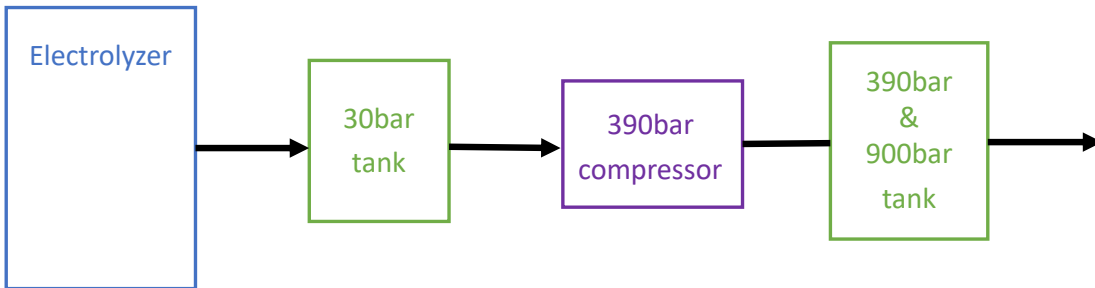 Electrolyzer
30bar
tank
390bar
compressor
390bar
&
900bar
tank